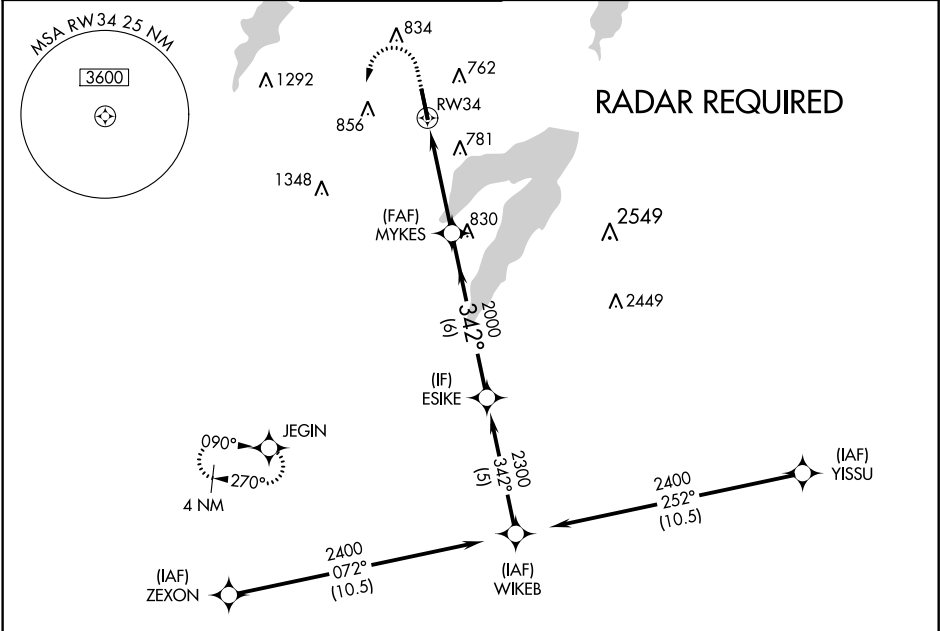 MSA RW34 25 NM
3600
834
1292
762
856
RW34
RADAR REQUIRED
781
1348
(FAF)
MYKES
830
2549
2449
2000
342°
(6)
(IF)
ESIKE
JEGIN
090°
270°
4 NM
2300
342°
(5)
(IAF)
YISSU
2400
252°
(10.5)
2400
072°
(10.5)
(IAF)
ZEXON
(IAF)
WIKEB